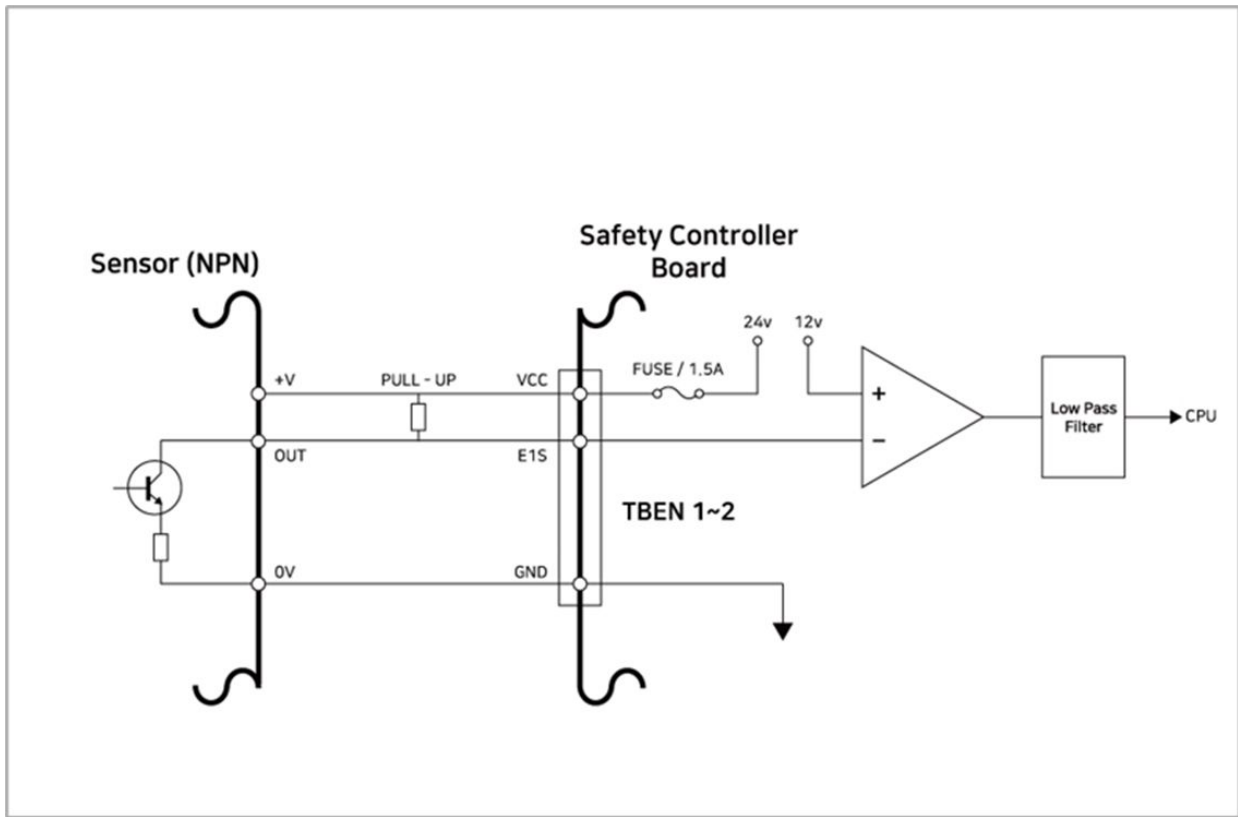 Safety Controller
Board
Sensor (NPN)
24v
12v
+V
PULL - UP
VCC
FUSE / 1.5A
+
Low Pass
Filter
CPU
OUT
E1S
−
TBEN 1~2
0V
GND